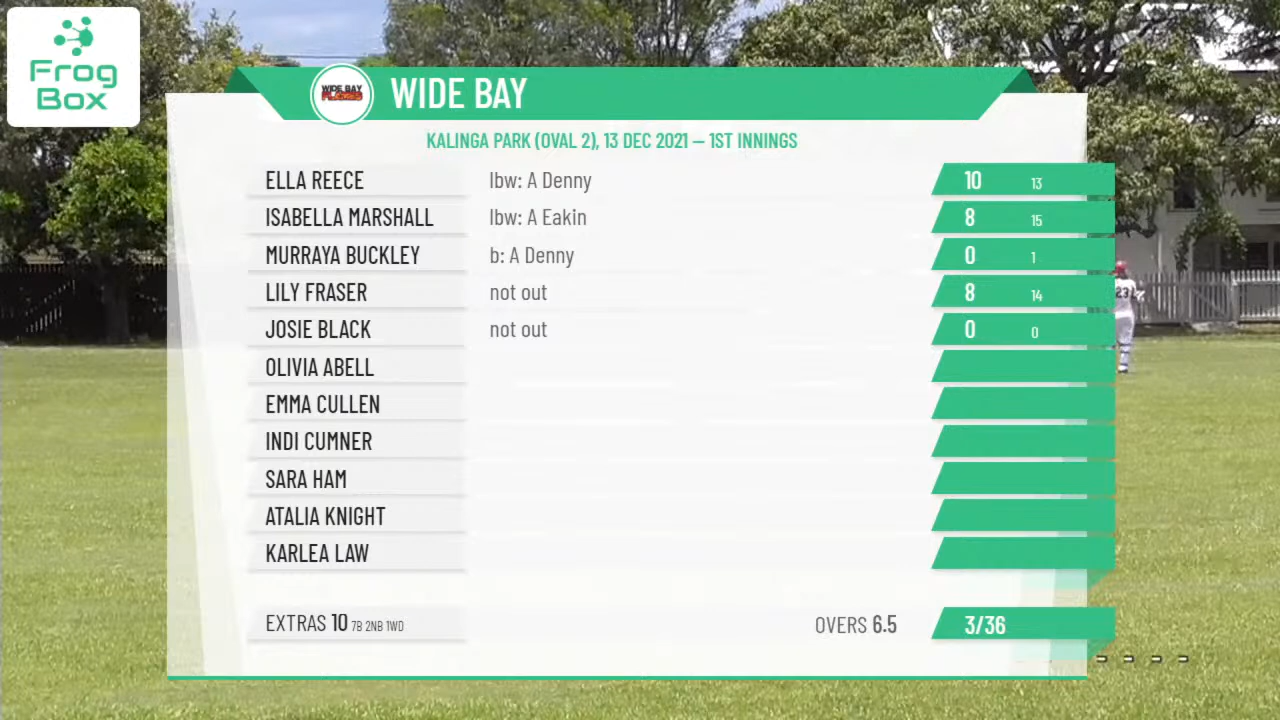 Frog
Box
WIDE BAY
WIDE BAY
KALINGA PARK (OVAL 2), 13 DEC 2021 – 1ST INNINGS
ELLA REECE lbw: A Denny 10 13
ISABELLA MARSHALL lbw: A Eakin 8 15
MURRAYA BUCKLEY b: A Denny 0 1
LILY FRASER not out 8 14
23
JOSIE BLACK not out 0 0
OLIVIA ABELL
EMMA CULLEN
INDI CUMNER
SARA HAM
ATALIA KNIGHT
KARLEA LAW
EXTRAS 10 7B 2NB 1WD OVERS 6.5 3/36